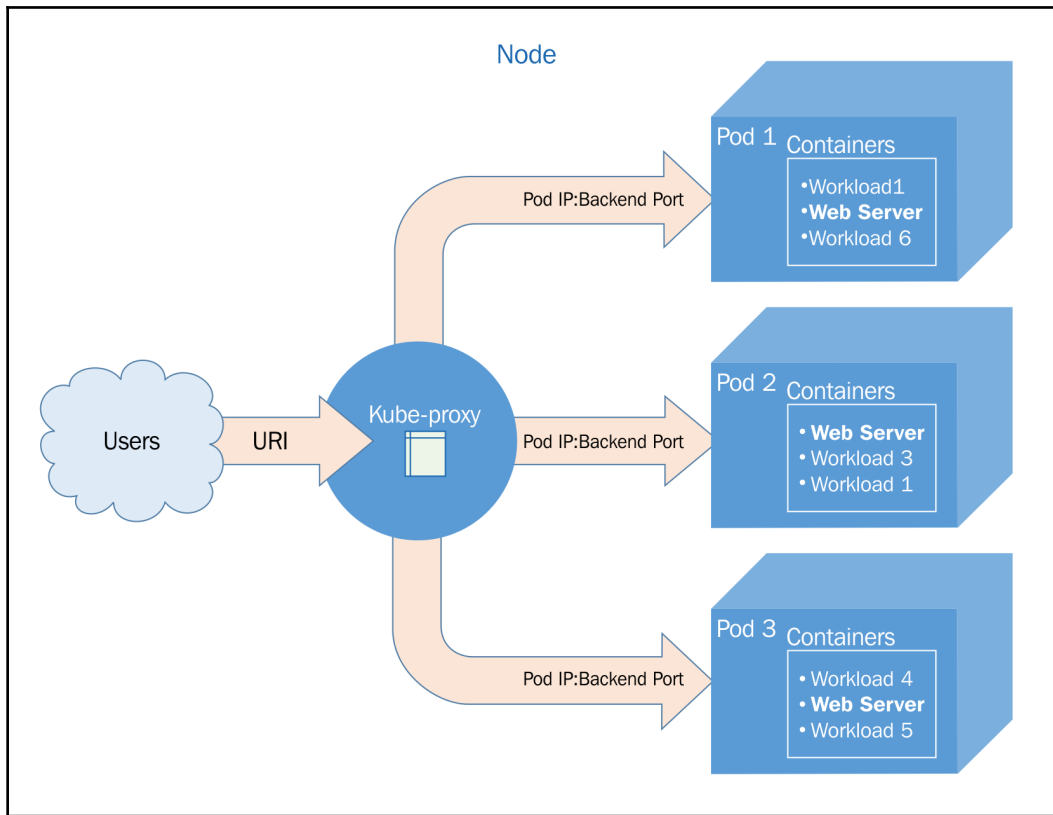 Node
Users
URI
Kube-proxy
Pod IP:Backend Port
Pod 1
Containers
•Workload1
•Web Server
•Workload 6
Pod IP:Backend Port
Pod 2
Containers
• Web Server
• Workload 3
• Workload 1
Pod IP:Backend Port
Pod 3
Containers
• Workload 4
• Web Server
• Workload 5